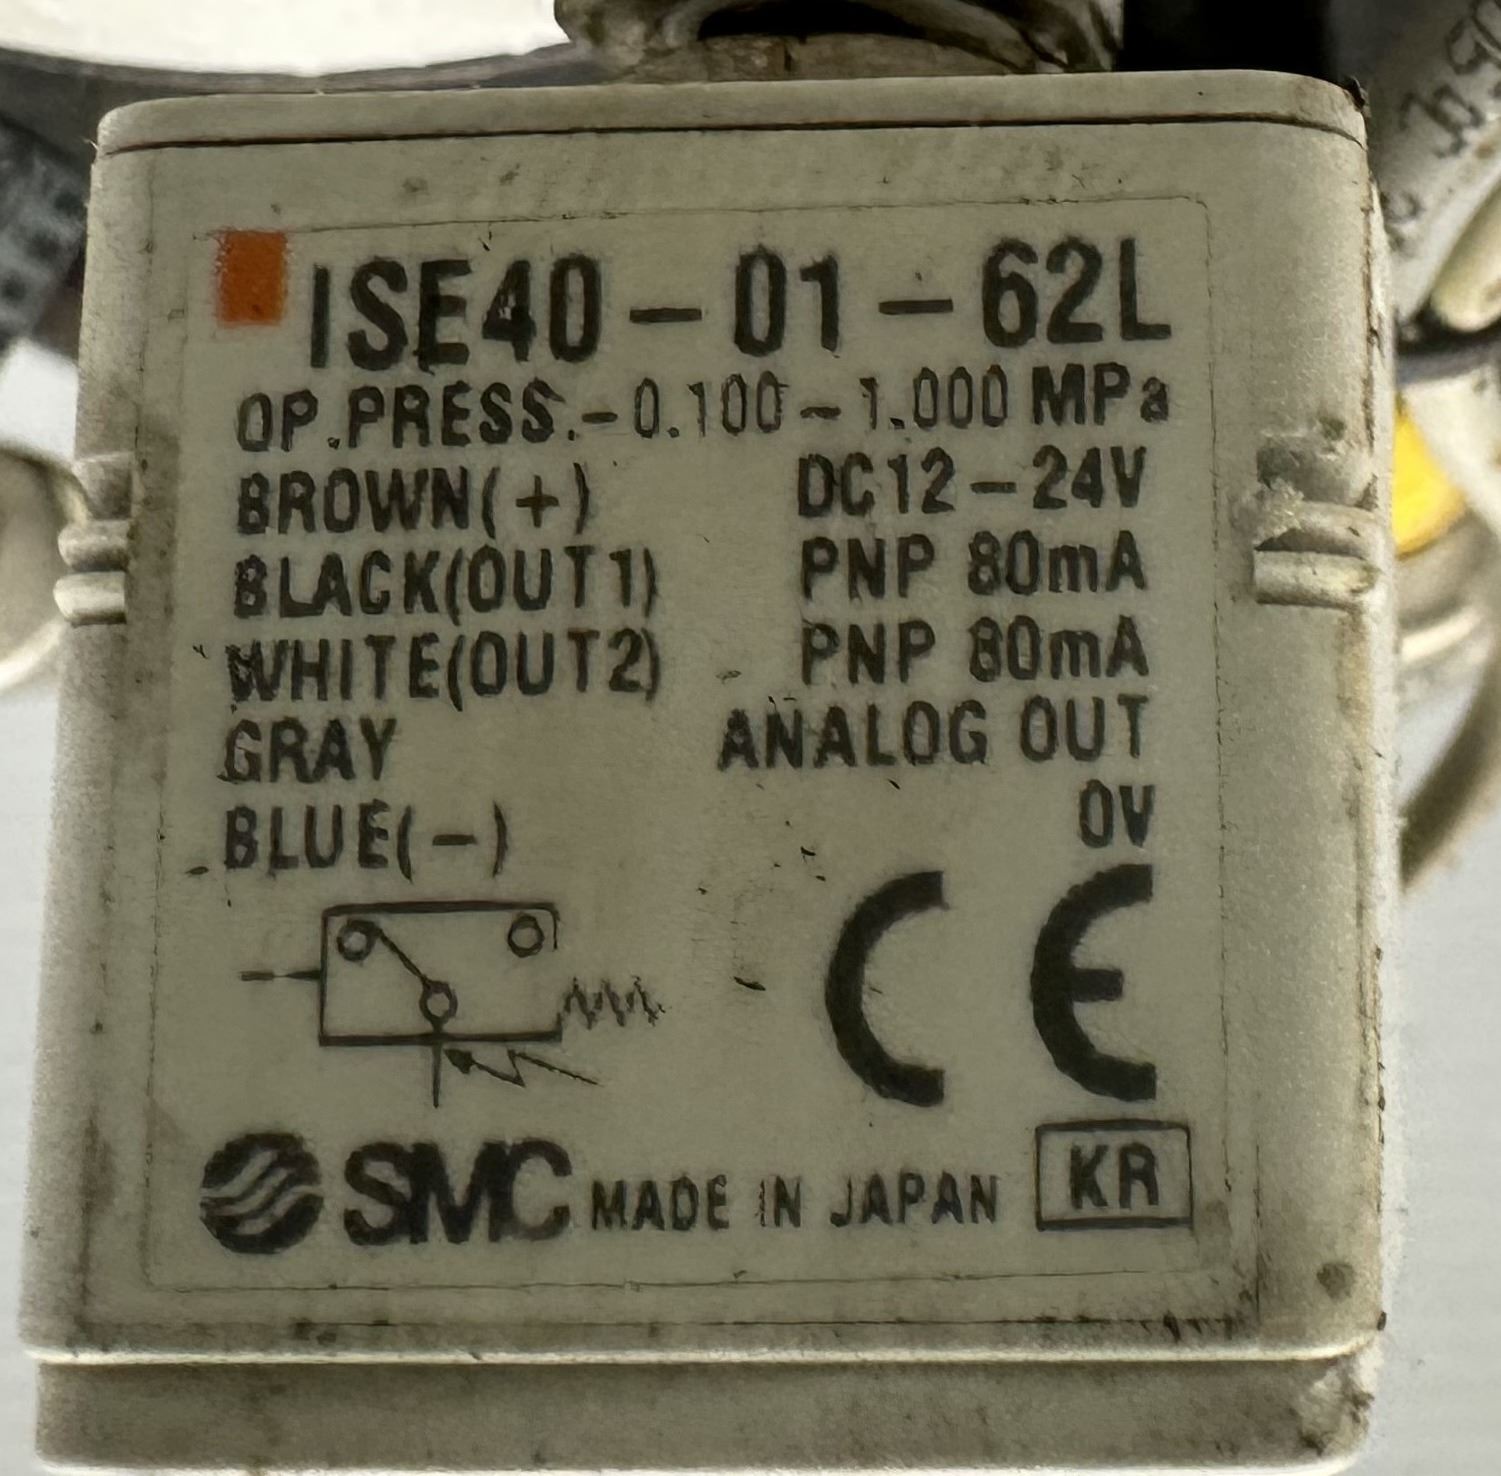 ISE40-01-62L
OP.PRESS.-0.100~1.000 MPa
BROWN(+) DC12-24V
BLACK(OUT1) PNP 80mA
WHITE(OUT2) PNP 80mA
GRAY ANALOG OUT
BLUE(-) 0V
CE
SMC MADE IN JAPAN KR